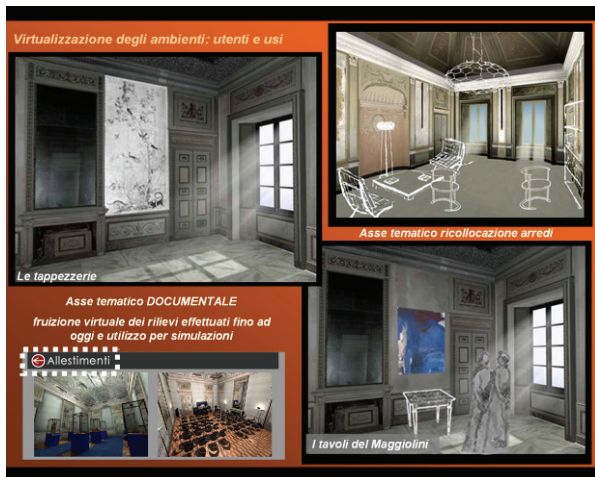 Virtualizzazione degli ambienti: utenti e usi
Le tappezzerie
Asse tematico ricollocazione arredi
Asse tematico DOCUMENTALE
fruizione virtuale dei rilievi effettuati fino ad
oggi e utilizzo per simulazioni
Allestimenti
I tavoli del Maggiolini